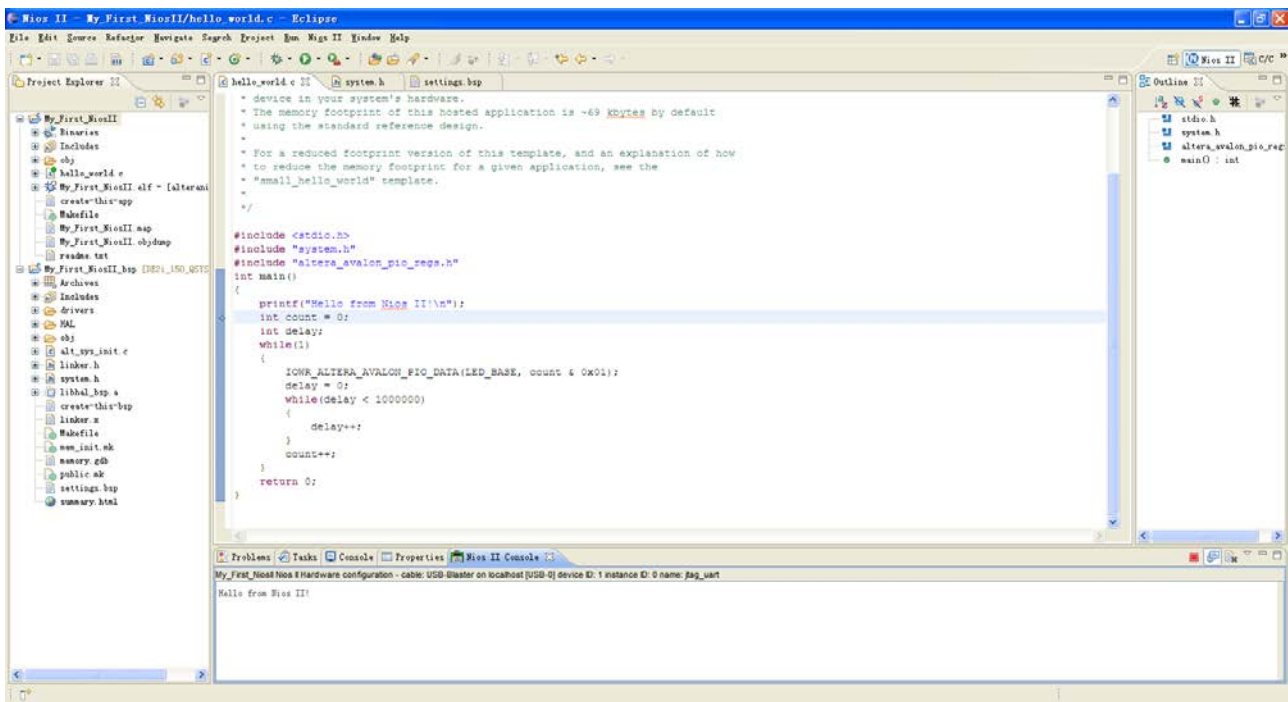 Nios II - My_First_NiosII/hello_world.c - Eclipse
File Edit Source Refactor Navigate Search Project Run Nios II Window Help
Nios II C/C
Project Explorer
hello_world.c system.h settings.bsp
Outline
My_First_NiosII
Binaries
Includes
obj
hello_world.c
My_First_NiosII.elf - [alterani
create-this-app
Makefile
My_First_NiosII.map
My_First_NiosII.objdump
readme.txt
My_First_NiosII_bsp
Archives
Includes
drivers
HAL
obj
alt_sys_init.c
linker.h
system.h
libhal_bsp.a
create-this-bsp
linker.x
Makefile
mem_init.mk
memory.gdb
public.mk
settings.bsp
summary.html
* device in your system's hardware.
* The memory footprint of this hosted application is ~69 kbytes by default
* using the standard reference design.
*
* For a reduced footprint version of this template, and an explanation of how
* to reduce the memory footprint for a given application, see the
* "small_hello_world" template.
*
*/
#include <stdio.h>
#include "system.h"
#include "altera_avalon_pio_regs.h"
int main()
{
printf("Hello from Nios II!\n");
int count = 0;
int delay;
while(1)
{
IOWR_ALTERA_AVALON_PIO_DATA(LED_BASE, count & 0x01);
delay = 0;
while(delay < 1000000)
{
delay++;
}
count++;
}
return 0;
}
stdio.h
system.h
altera_avalon_pio_reg
main() : int
Problems Tasks Console Properties Nios II Console
My_First_NiosII Nios II Hardware configuration - cable: USB-Blaster on localhost [USB-0] device ID: 1 instance ID: 0 name: jtag_uart
Hello from Nios II!